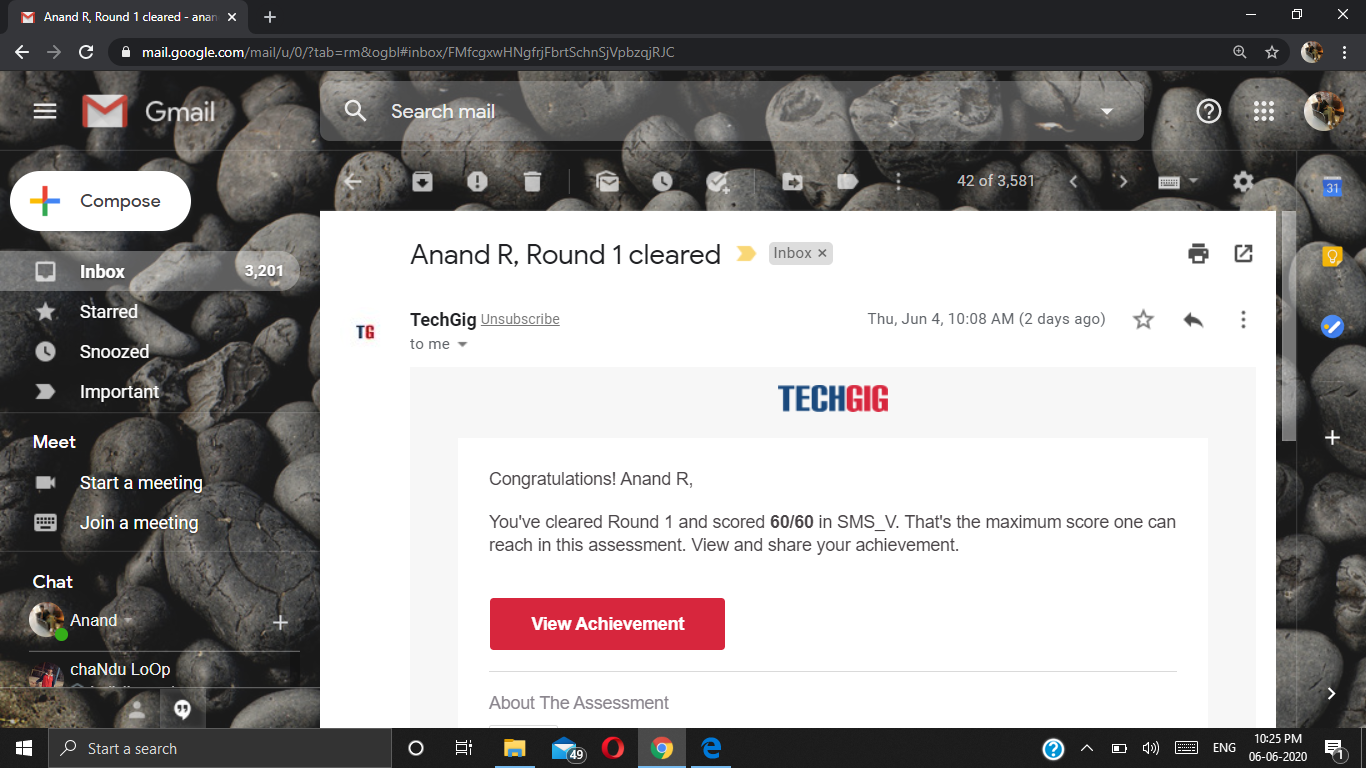 Anand R, Round 1 cleared - anan
mail.google.com/mail/u/0/?tab=rm&ogbl#inbox/FMfcgxwHNgfrjFbrtSchnSjVpbzqjRJC
Gmail
Search mail
Compose
42 of 3,581
31
Inbox 3,201
Starred
Snoozed
Important
Meet
Start a meeting
Join a meeting
Chat
Anand
chaNdu LoOp
Anand R, Round 1 cleared Inbox
TG
TechGig Unsubscribe
Thu, Jun 4, 10:08 AM (2 days ago)
to me
TECHGIG
Congratulations! Anand R,
You've cleared Round 1 and scored 60/60 in SMS_V. That's the maximum score one can
reach in this assessment. View and share your achievement.
View Achievement
About The Assessment
Start a search
49
ENG
10:25 PM
06-06-2020
1